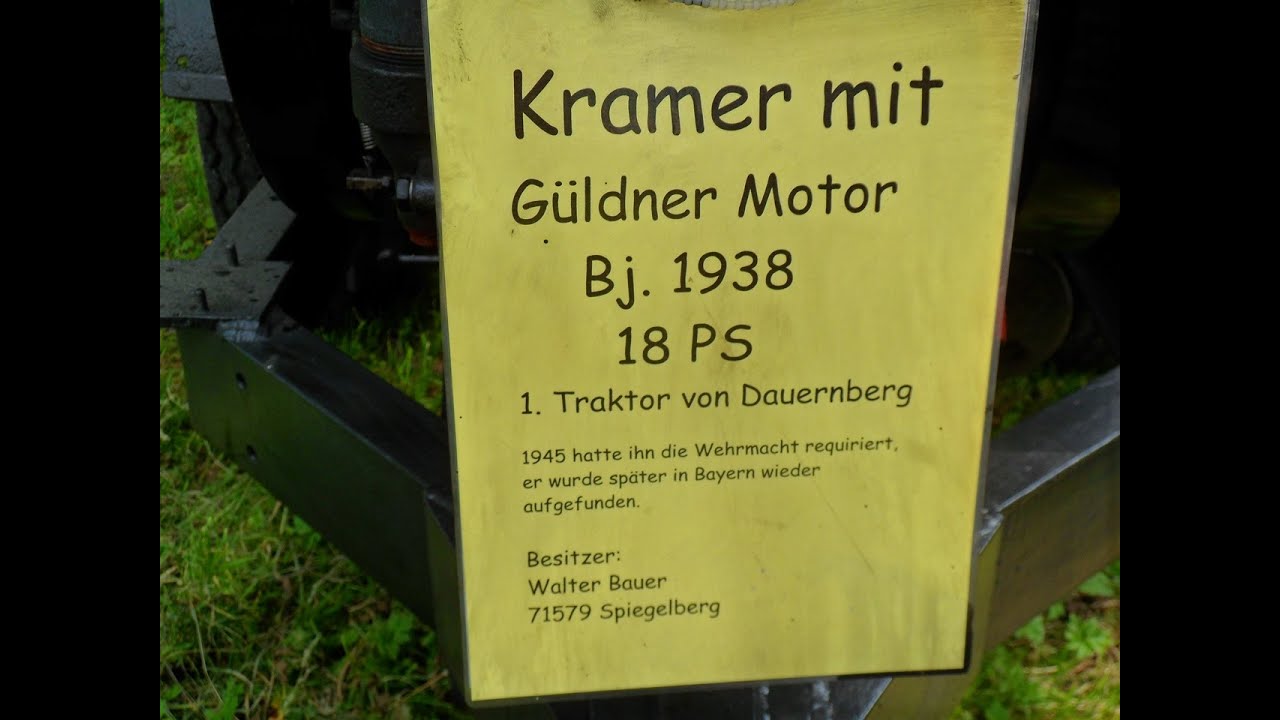 Kramer mit
Güldner Motor
Bj. 1938
18 PS
1. Traktor von Dauernberg
1945 hatte ihn die Wehrmacht requiriert,
er wurde später in Bayern wieder
aufgefunden.
Besitzer:
Walter Bauer
71579 Spiegelberg